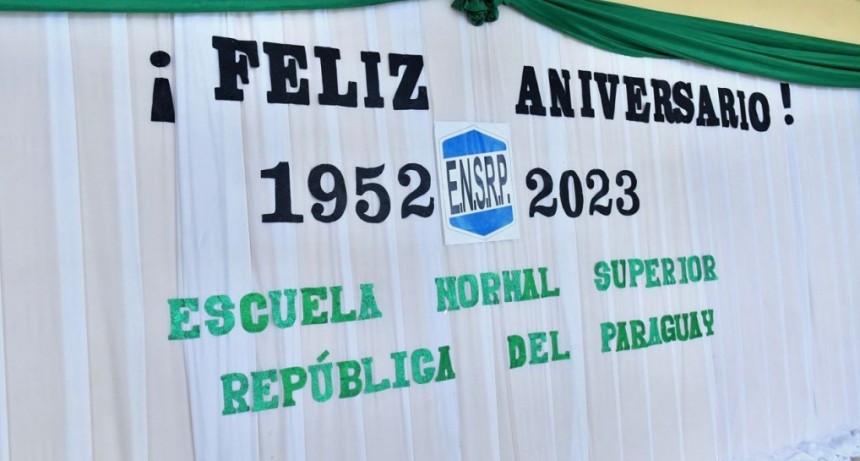 ¡FELIZ ANIVERSARIO!
1952 E.N.S.R.P. 2023
ESCUELA NORMAL SUPERIOR
REPÚBLICA DEL PARAGUAY